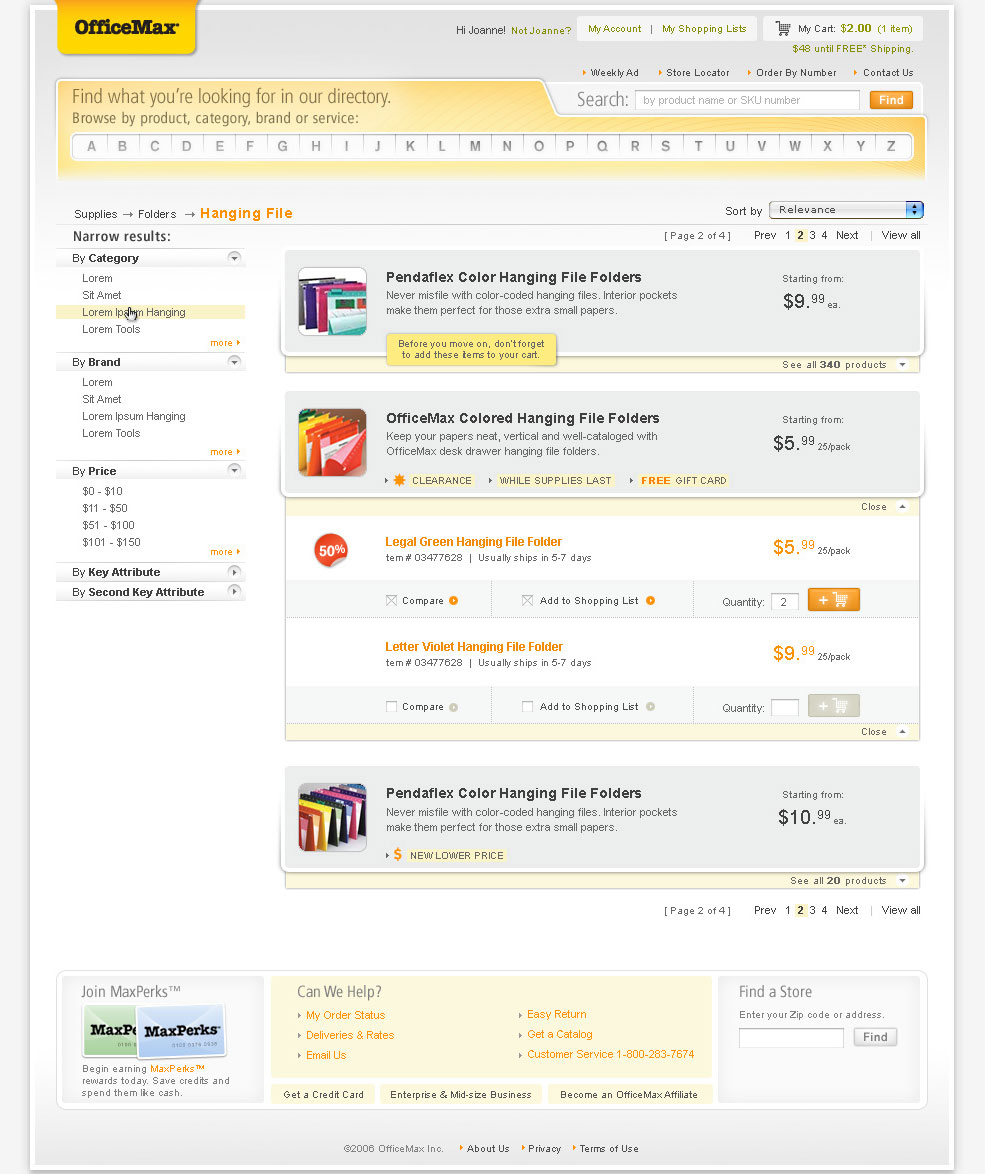 OfficeMax
Hi Joanne! Not Joanne?
My Account | My Shopping Lists
My Cart: $2.00 (1 item)
$48 until FREE* Shipping.
Weekly Ad Store Locator Order By Number Contact Us
Find what you're looking for in our directory.
Browse by product, category, brand or service:
Search: by product name or SKU number Find
A B C D E F G H I J K L M N O P Q R S T U V W X Y Z
Supplies → Folders → Hanging File
Sort by Relevance
Narrow results:
[ Page 2 of 4 ] Prev 1 2 3 4 Next | View all
By Category
Lorem
Sit Amet
Lorem Ipsum Hanging
Lorem Tools
more
By Brand
Lorem
Sit Amet
Lorem Ipsum Hanging
Lorem Tools
more
By Price
$0 - $10
$11 - $50
$51 - $100
$101 - $150
more
By Key Attribute
By Second Key Attribute
Pendaflex Color Hanging File Folders
Never misfile with color-coded hanging files. Interior pockets
make them perfect for those extra small papers.
Starting from:
$9.99 ea.
Before you move on, don't forget
to add these items to your cart.
See all 340 products
OfficeMax Colored Hanging File Folders
Keep your papers neat, vertical and well-cataloged with
OfficeMax desk drawer hanging file folders.
Starting from:
$5.99 25/pack
CLEARANCE WHILE SUPPLIES LAST FREE GIFT CARD
Close
50%
Legal Green Hanging File Folder
tem # 03477628 | Usually ships in 5-7 days
$5.99 25/pack
Compare Add to Shopping List Quantity: 2 +
Letter Violet Hanging File Folder
tem # 03477628 | Usually ships in 5-7 days
$9.99 25/pack
Compare Add to Shopping List Quantity: +
Close
Pendaflex Color Hanging File Folders
Never misfile with color-coded hanging files. Interior pockets
make them perfect for those extra small papers.
Starting from:
$10.99 ea.
$ NEW LOWER PRICE
See all 20 products
[ Page 2 of 4 ] Prev 1 2 3 4 Next | View all
Join MaxPerks™
MaxPe
MaxPerks
Begin earning MaxPerks™
rewards today. Save credits and
spend them like cash.
Can We Help?
My Order Status
Deliveries & Rates
Email Us
Easy Return
Get a Catalog
Customer Service 1-800-283-7674
Get a Credit Card Enterprise & Mid-size Business Become an OfficeMax Affiliate
Find a Store
Enter your Zip code or address.
Find
©2006 OfficeMax Inc. About Us Privacy Terms of Use